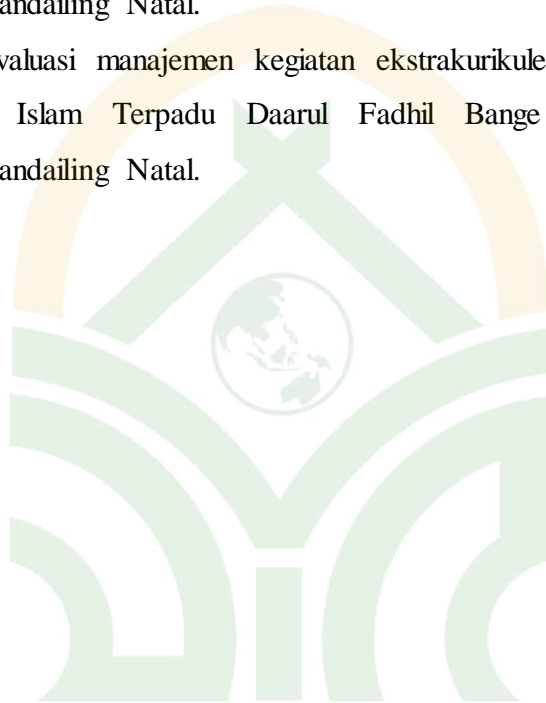 andailing Natal.
valuasi manajemen kegiatan ekstrakurikule
Islam Terpadu Daarul Fadhil Bange
andailing Natal.